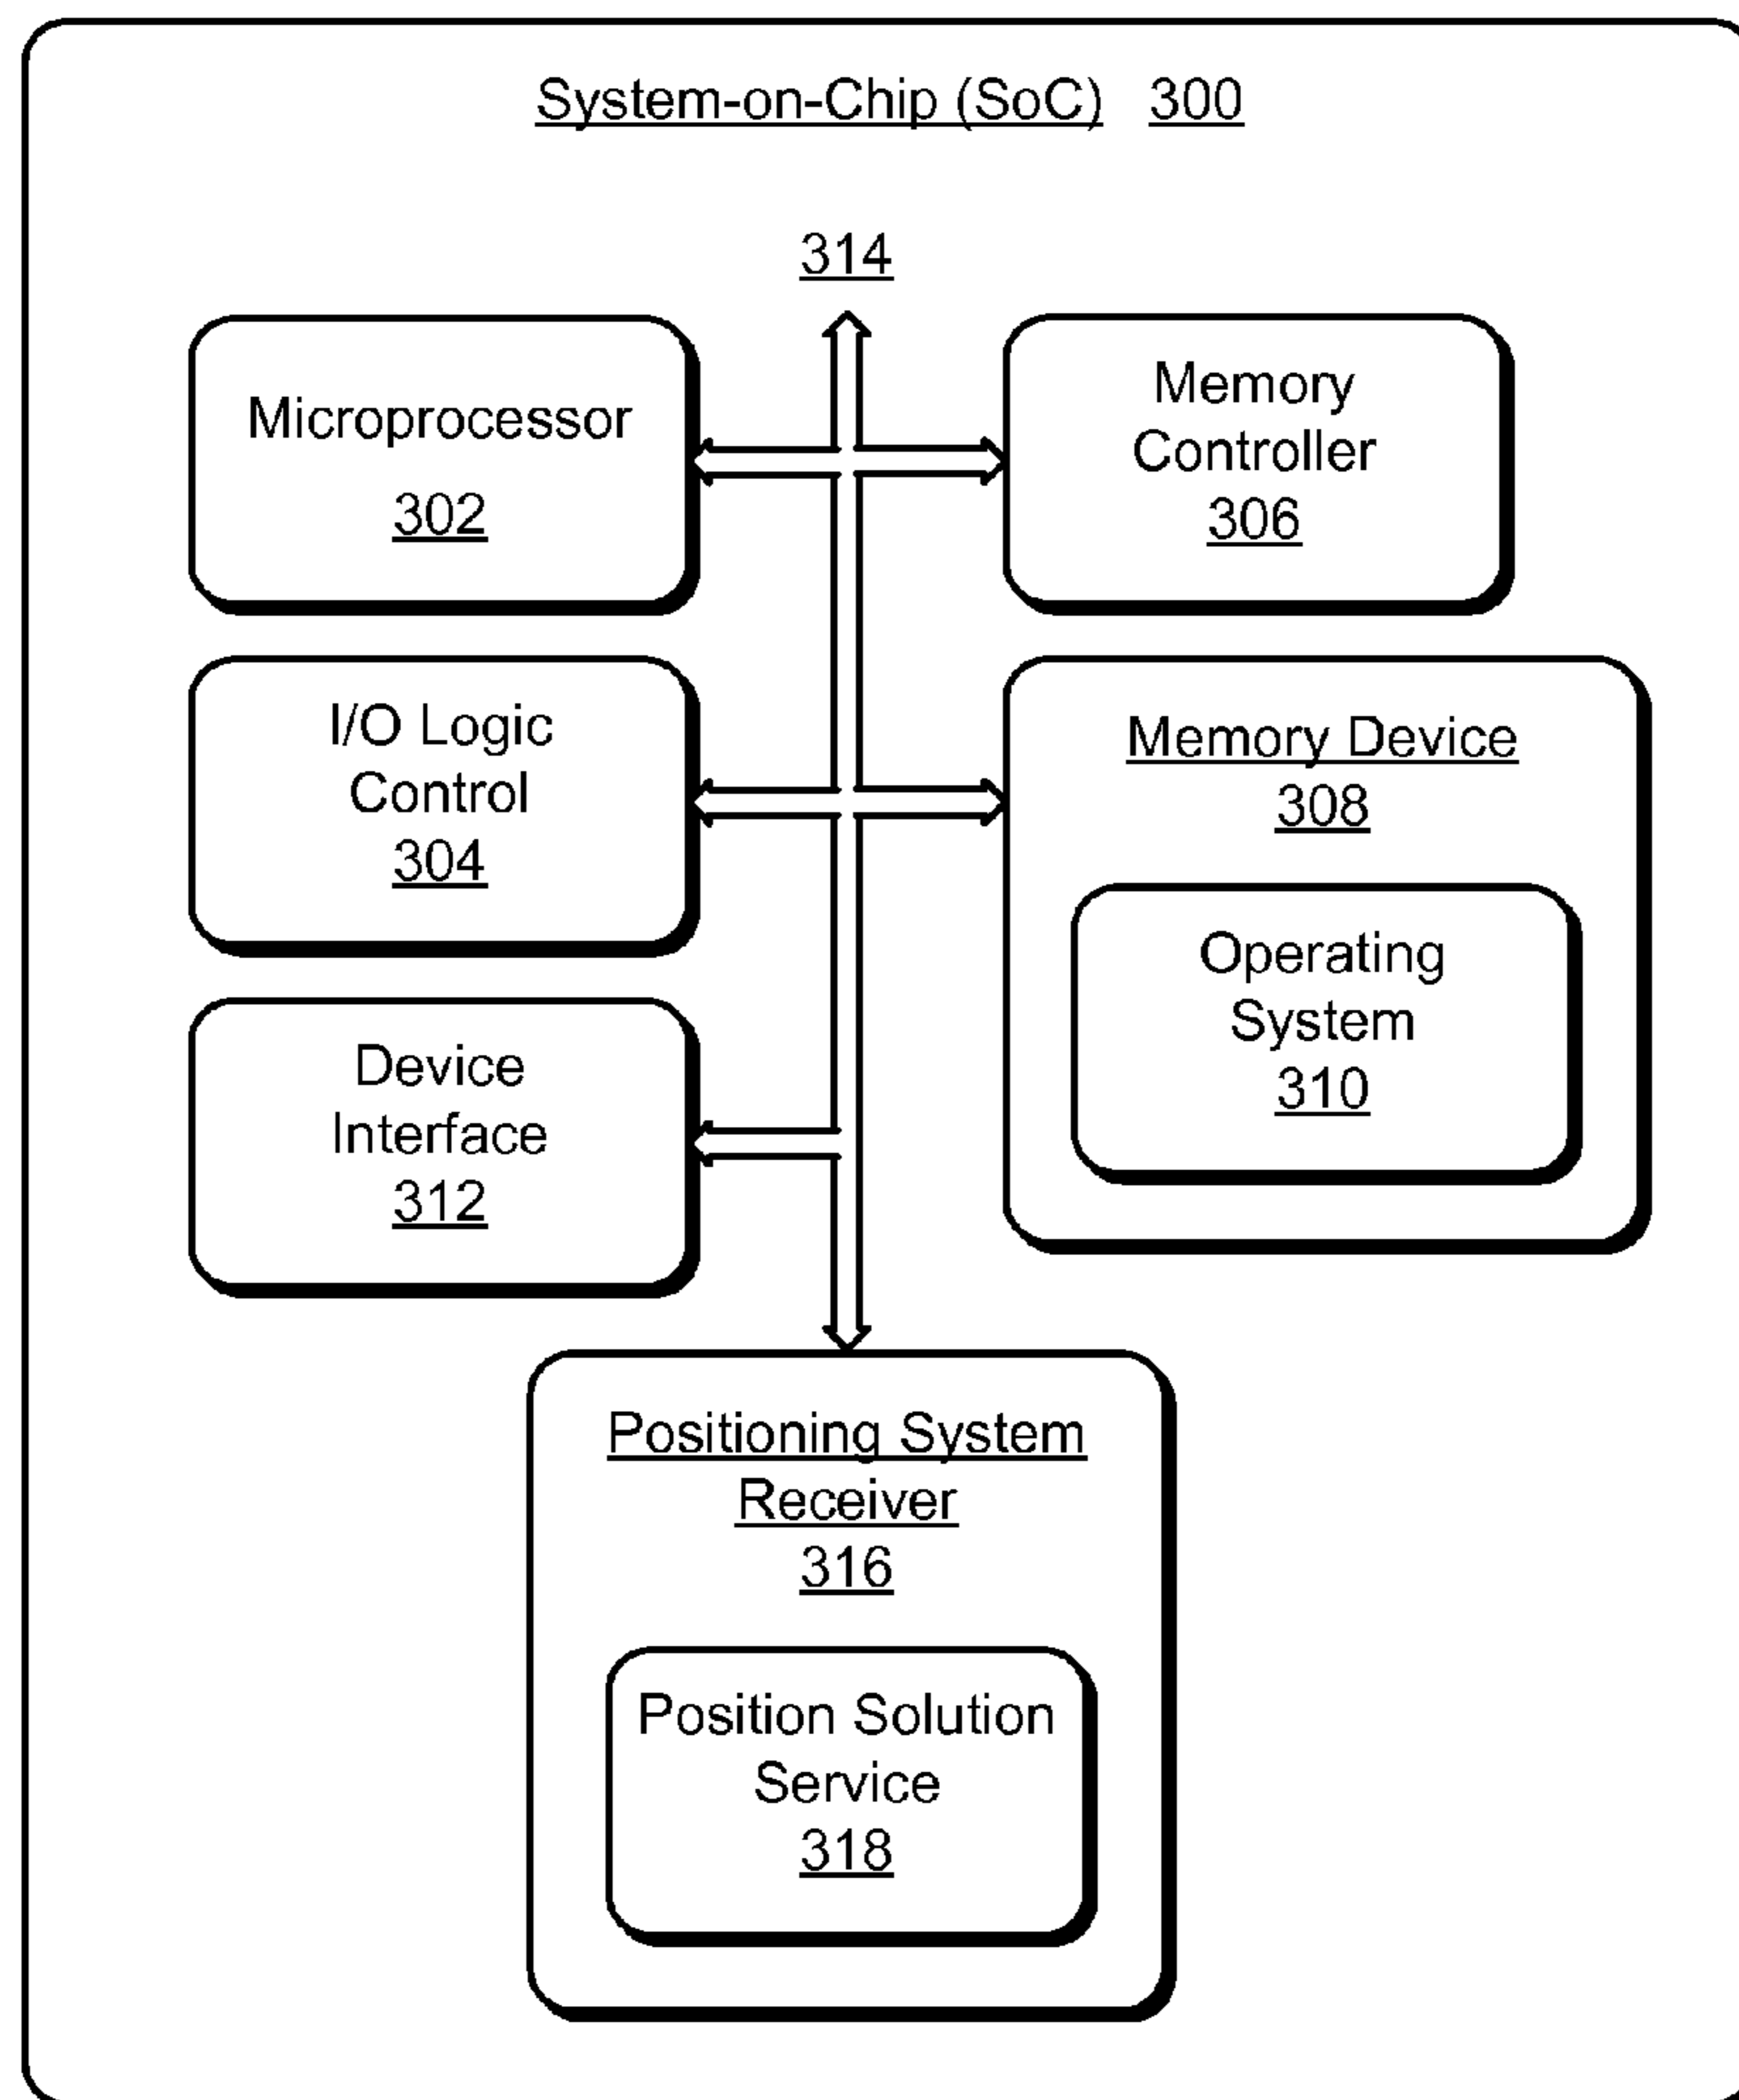 System-on-Chip (SoC) 300
314
Microprocessor
302
Memory
Controller
306
I/O Logic
Control
304
Memory Device
308
Operating
System
310
Device
Interface
312
Positioning System
Receiver
316
Position Solution
Service
318